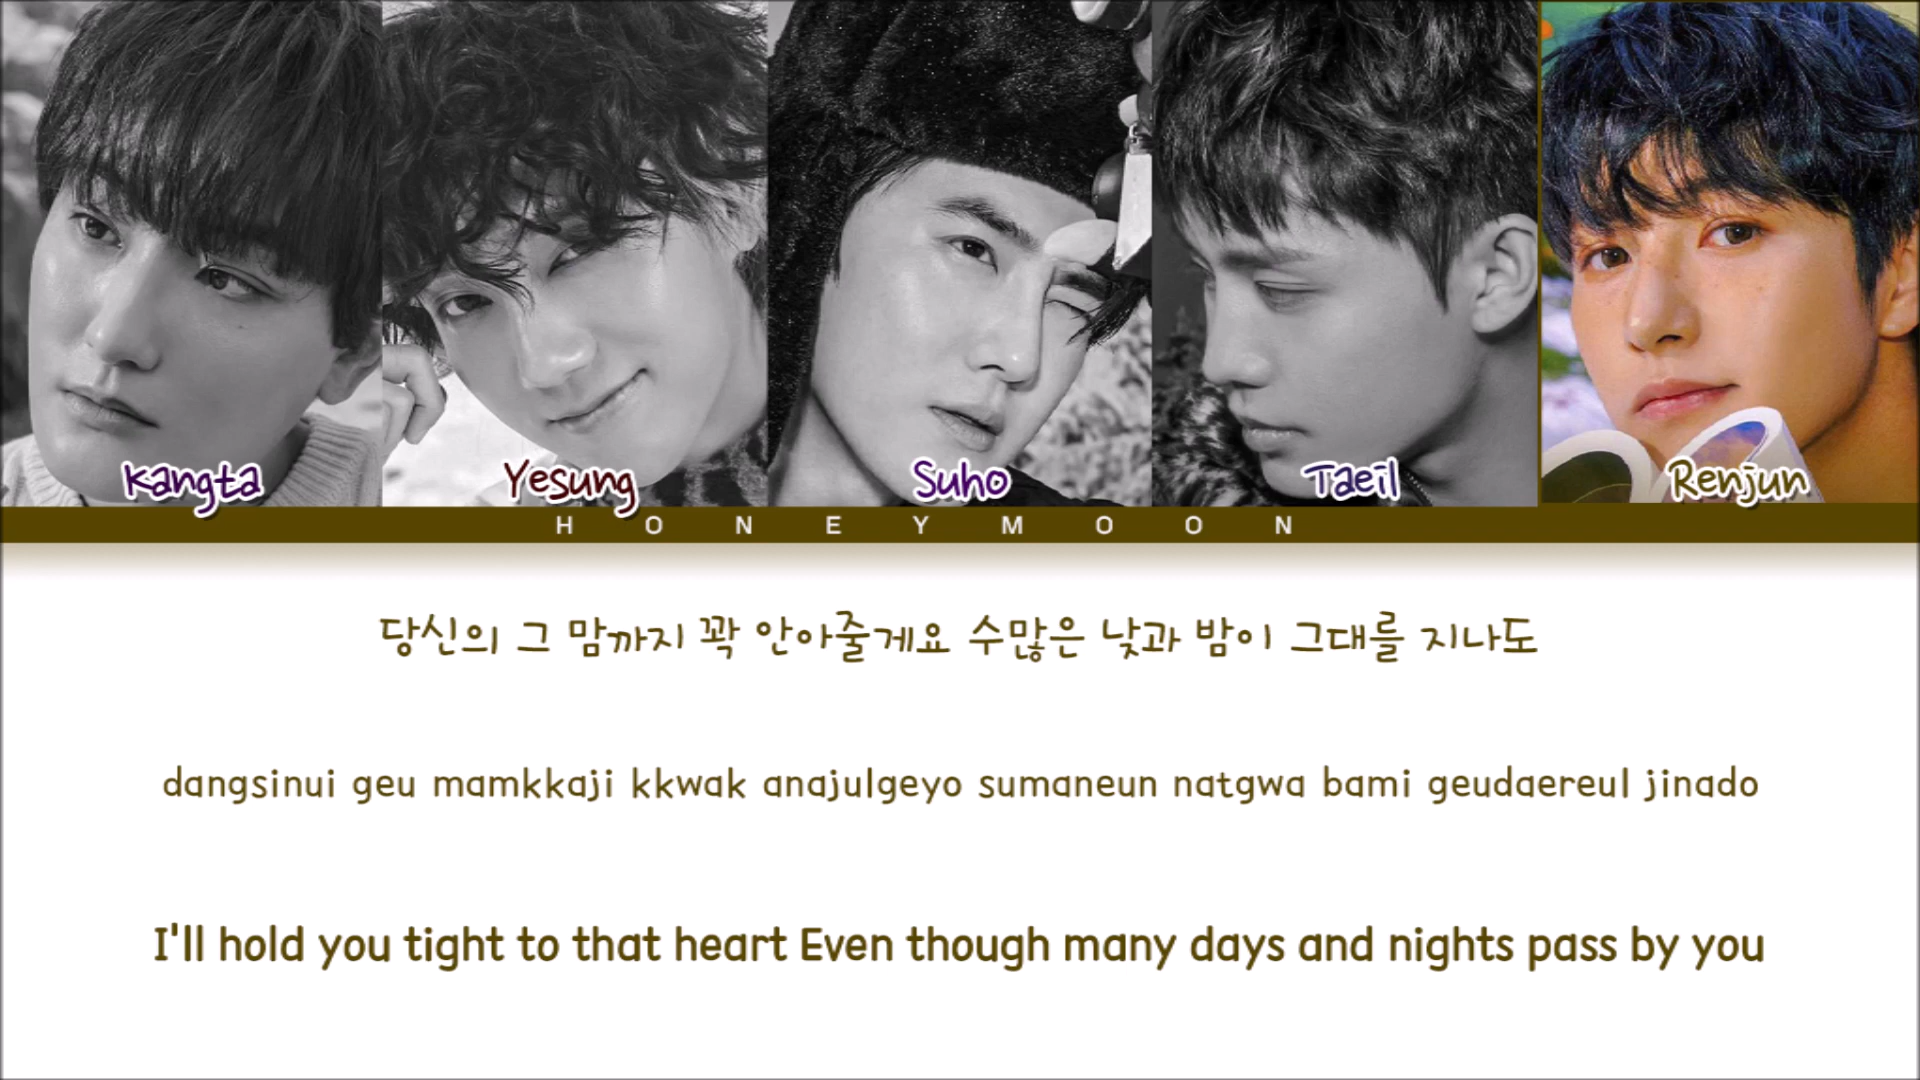 Kangta Yesung Suho Taeil Renjun
HONEYMOON
당신의 그 맘까지 꽉 안아줄게요 수많은 낮과 밤이 그대를 지나도
dangsinui geu mamkkaji kkwak anajulgeyo sumaneun natgwa bami geudaereul jinado
I'll hold you tight to that heart Even though many days and nights pass by you